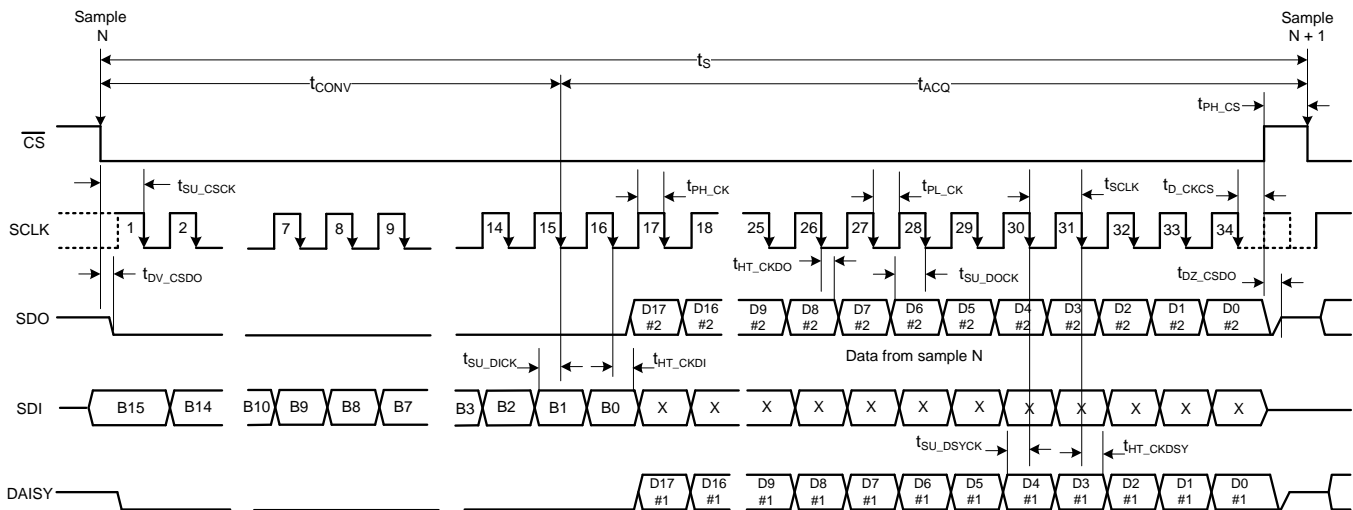 Sample
N
Sample
N + 1
tS
tCONV
tACQ
tPH_CS
CS
tSU_CSCK
tPH_CK
tPL_CK
tSCLK
tD_CKCS
SCLK
1 2 7 8 9 14 15 16 17 18 25 26 27 28 29 30 31 32 33 34
tDV_CSDO
tHT_CKDO
tSU_DOCK
tDZ_CSDO
SDO
D17 D16 D9 D8 D7 D6 D5 D4 D3 D2 D1 D0
#2 #2 #2 #2 #2 #2 #2 #2 #2 #2 #2 #2
tSU_DICK
tHT_CKDI
Data from sample N
SDI
B15 B14 B10 B9 B8 B7 B3 B2 B1 B0 X X X X X X X X X X X X
tSU_DSYCK
tHT_CKDSY
DAISY
D17 D16 D9 D8 D7 D6 D5 D4 D3 D2 D1 D0
#1 #1 #1 #1 #1 #1 #1 #1 #1 #1 #1 #1